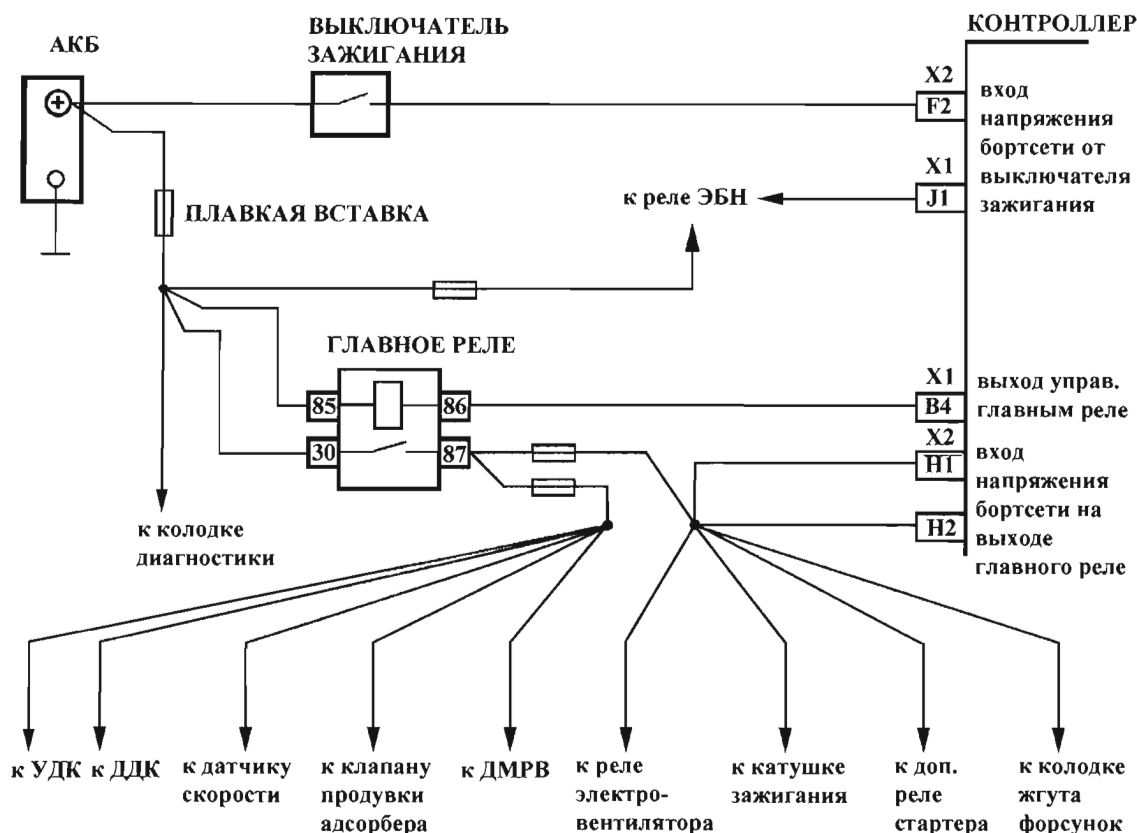 КОНТРОЛЛЕР
АКБ
ВЫКЛЮЧАТЕЛЬ
ЗАЖИГАНИЯ
X2
F2
вход
напряжения
бортсети от
выключателя
зажигания
X1
J1
к реле ЭБН
ПЛАВКАЯ ВСТАВКА
ГЛАВНОЕ РЕЛЕ
85
86
30
87
X1
B4
выход управ.
главным реле
X2
H1
H2
вход
напряжения
бортсети на
выходе
главного реле
к колодке
диагностики
к УДК
к ДДК
к датчику
скорости
к клапану
продувки
адсорбера
к ДМРВ
к реле
электро-
вентилятора
к катушке
зажигания
к доп.
реле
стартера
к колодке
жгута
форсунок